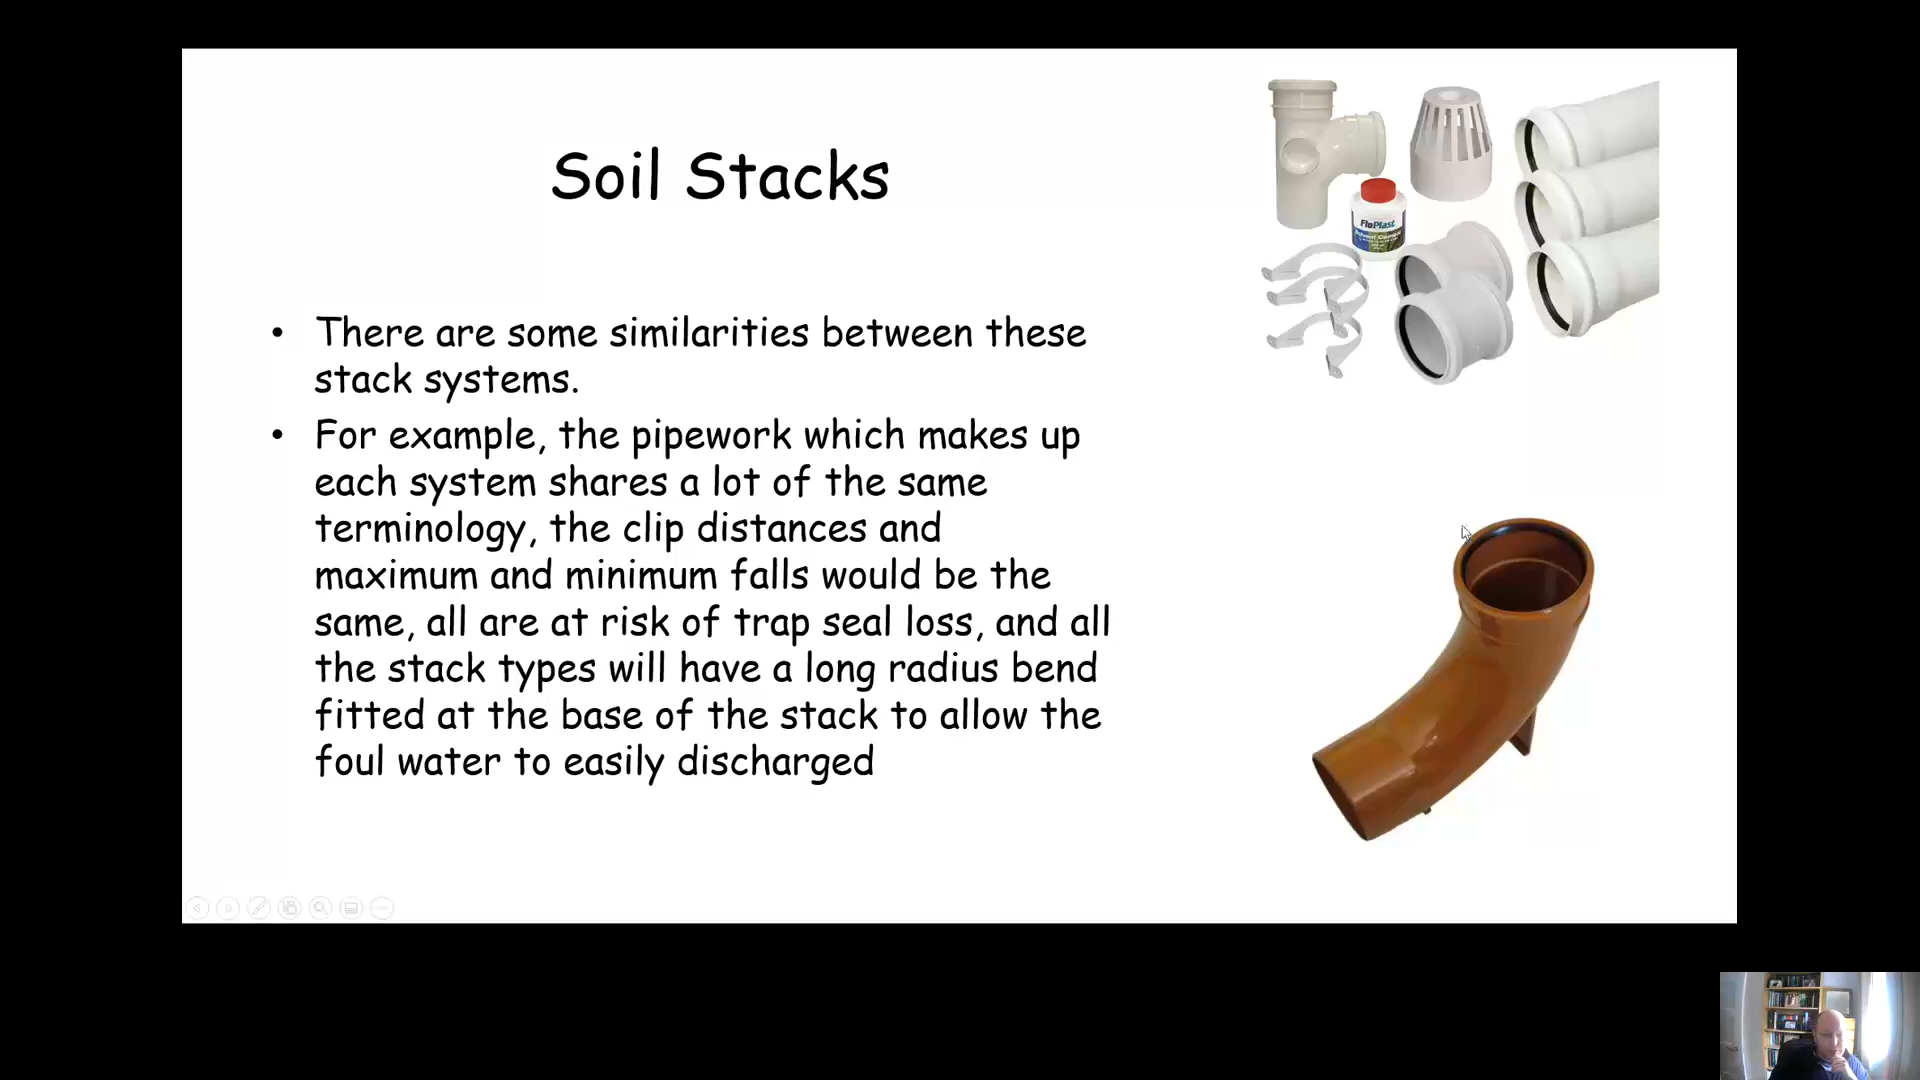 Soil Stacks
• There are some similarities between these
stack systems.
• For example, the pipework which makes up
each system shares a lot of the same
terminology, the clip distances and
maximum and minimum falls would be the
same, all are at risk of trap seal loss, and all
the stack types will have a long radius bend
fitted at the base of the stack to allow the
foul water to easily discharged
FloPlast
Solvent Cement